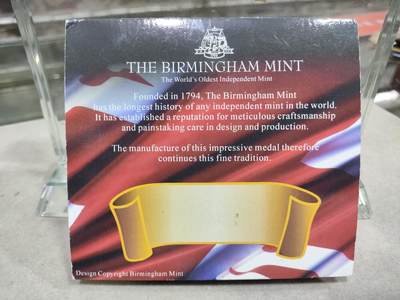 THE BIRMINGHAM MINT
The World's Oldest Independent Mint
Founded in 1794, The Birmingham Mint
has the longest history of any independent mint in the world.
It has established a reputation for meticulous craftsmanship
and painstaking care in design and production.
The manufacture of this impressive medal therefore
continues this fine tradition.
Design Copyright Birmingham Mint